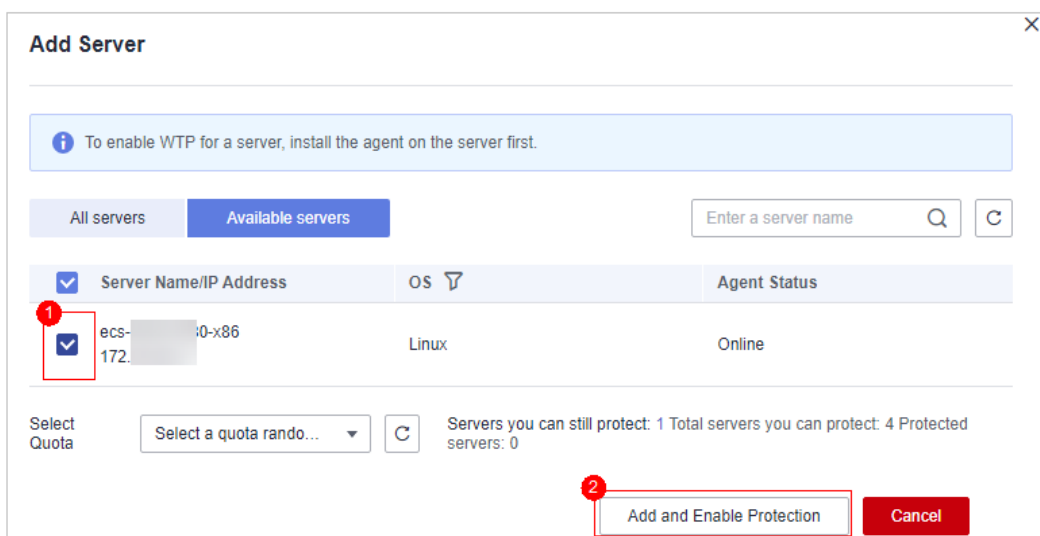 Add Server
To enable WTP for a server, install the agent on the server first.
All servers
Available servers
Enter a server name
Server Name/IP Address
OS
Agent Status
1
ecs- 0-x86
172.
Linux
Online
Select
Quota
Select a quota rando...
Servers you can still protect: 1 Total servers you can protect: 4 Protected
servers: 0
2
Add and Enable Protection
Cancel